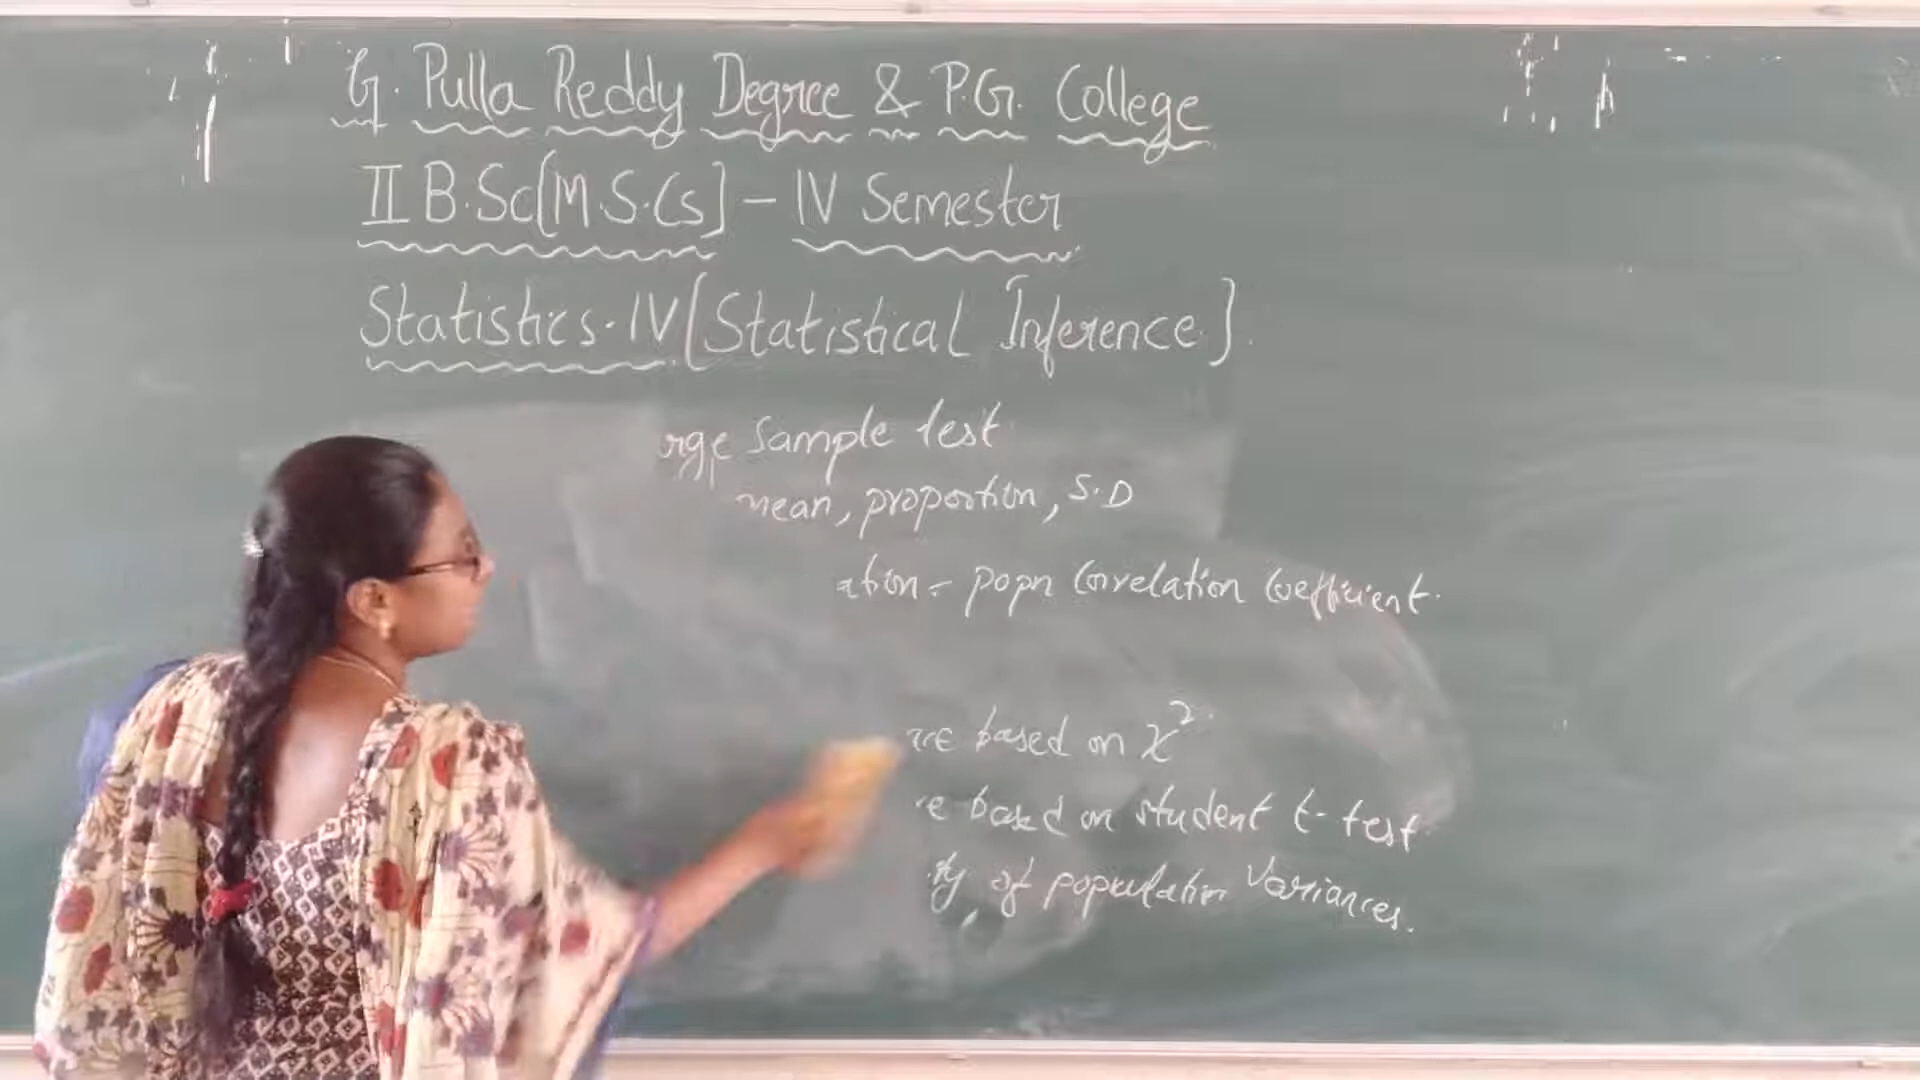 G. Pulla Reddy Degree & P.G. College
II B.Sc[M.S.Cs] - IV Semester
Statistics-IV [Statistical Inference]
rge Sample test
mean, proportion, S.D
ation - popn Correlation Coefficient.
re based on χ².
e based on student t-test
ty of population Variances.